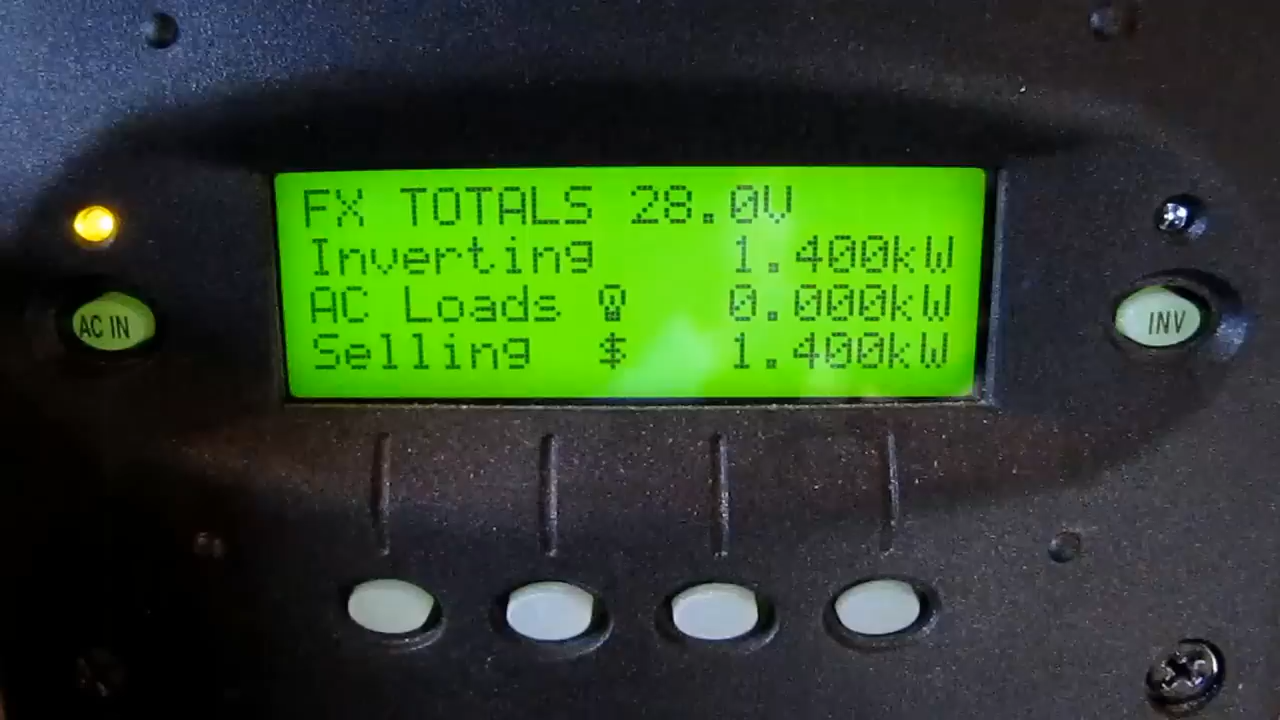 FX TOTALS 28.0V
Inverting 1.400kW
AC Loads 0.000kW
Selling $ 1.400kW
AC IN
INV